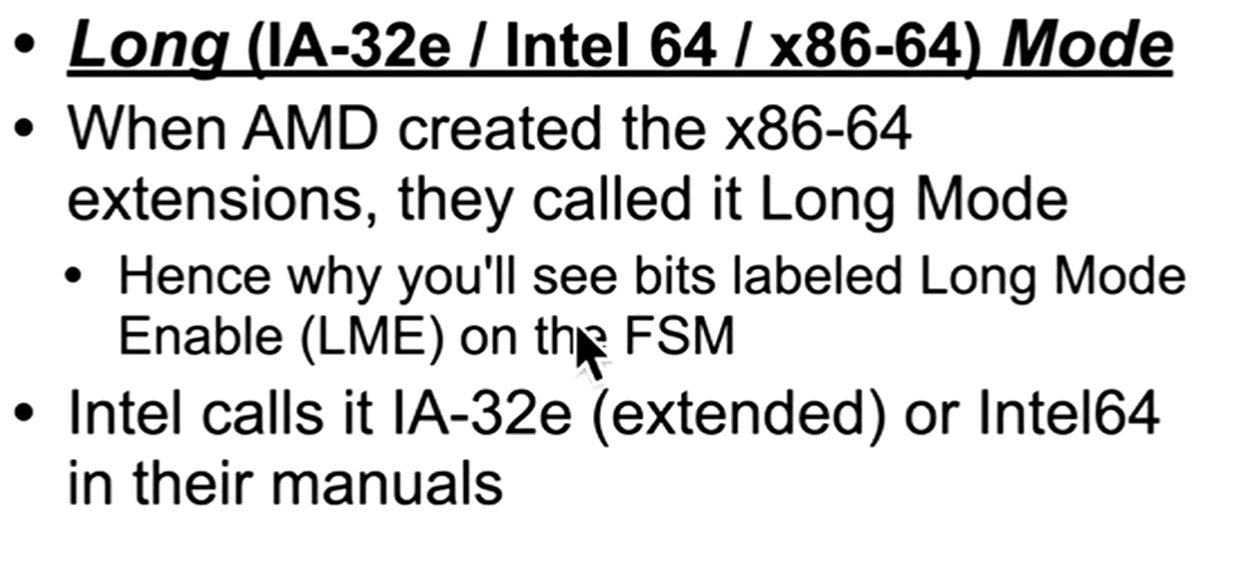 • Long (IA-32e / Intel 64 / x86-64) Mode
• When AMD created the x86-64
extensions, they called it Long Mode
• Hence why you'll see bits labeled Long Mode
Enable (LME) on the FSM
• Intel calls it IA-32e (extended) or Intel64
in their manuals